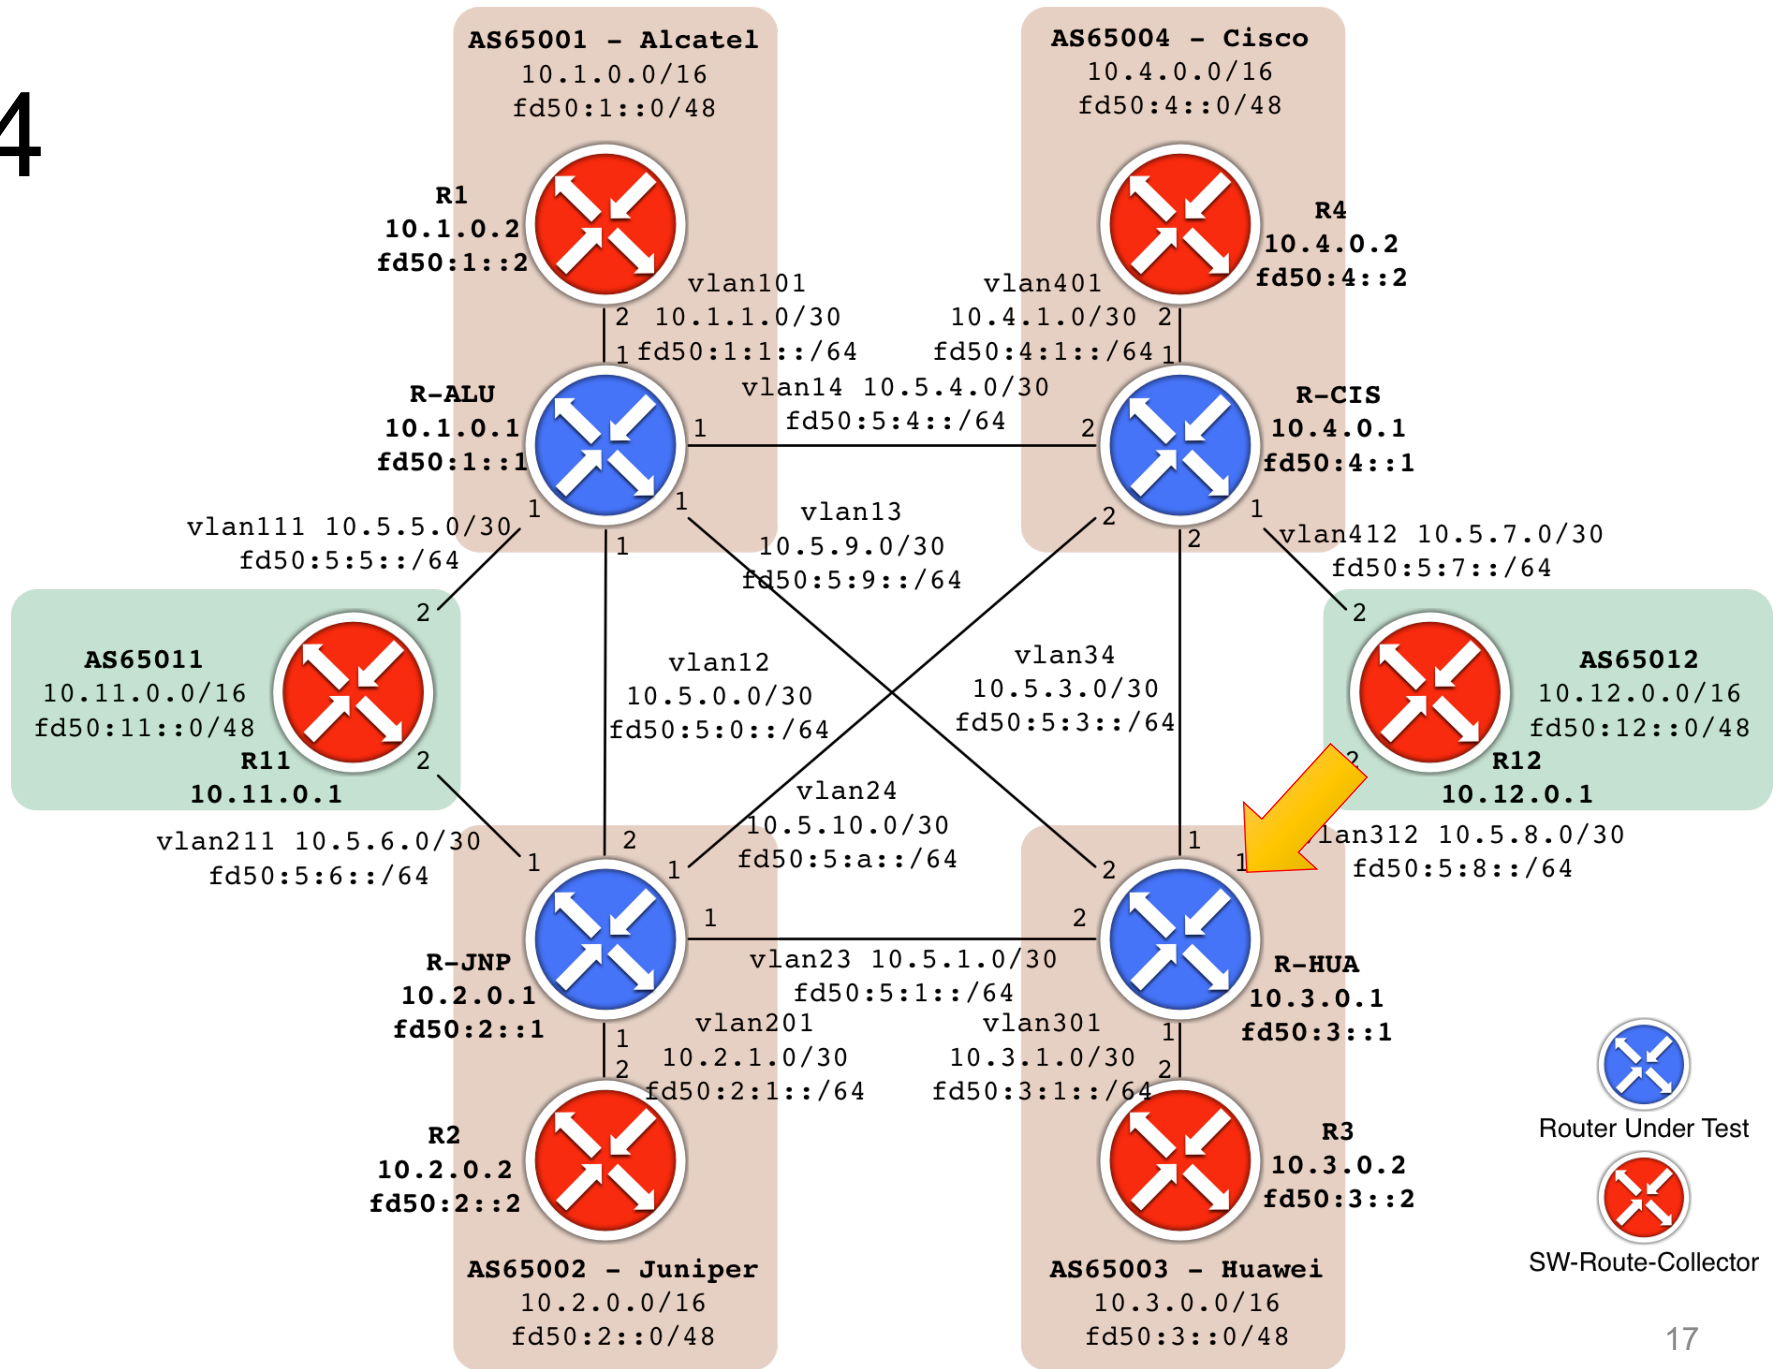 4
AS65001 – Alcatel
10.1.0.0/16
fd50:1::0/48
AS65004 – Cisco
10.4.0.0/16
fd50:4::0/48
R1
10.1.0.2
fd50:1::2
R4
10.4.0.2
fd50:4::2
vlan101
2 10.1.1.0/30
1 fd50:1:1::/64
vlan401
10.4.1.0/30 2
fd50:4:1::/64 1
R-ALU
10.1.0.1
fd50:1::1
vlan14 10.5.4.0/30
fd50:5:4::/64
1
2
R-CIS
10.4.0.1
fd50:4::1
1
1
1
vlan111 10.5.5.0/30
fd50:5:5::/64
2
vlan13
10.5.9.0/30
fd50:5:9::/64
2
2
1
vlan412 10.5.7.0/30
fd50:5:7::/64
2
AS65011
10.11.0.0/16
fd50:11::0/48
R11
10.11.0.1
2
vlan12
10.5.0.0/30
fd50:5:0::/64
vlan34
10.5.3.0/30
fd50:5:3::/64
AS65012
10.12.0.0/16
fd50:12::0/48
R12
10.12.0.1
2
vlan211 10.5.6.0/30
fd50:5:6::/64
1
2
1
vlan24
10.5.10.0/30
fd50:5:a::/64
2
1
1
vlan312 10.5.8.0/30
fd50:5:8::/64
1
2
vlan23 10.5.1.0/30
fd50:5:1::/64
R-JNP
10.2.0.1
fd50:2::1
R-HUA
10.3.0.1
fd50:3::1
vlan201
1
10.2.1.0/30
2
fd50:2:1::/64
vlan301
1
10.3.1.0/30
2
fd50:3:1::/64
R2
10.2.0.2
fd50:2::2
R3
10.3.0.2
fd50:3::2
AS65002 – Juniper
10.2.0.0/16
fd50:2::0/48
AS65003 – Huawei
10.3.0.0/16
fd50:3::0/48
Router Under Test
SW-Route-Collector
17